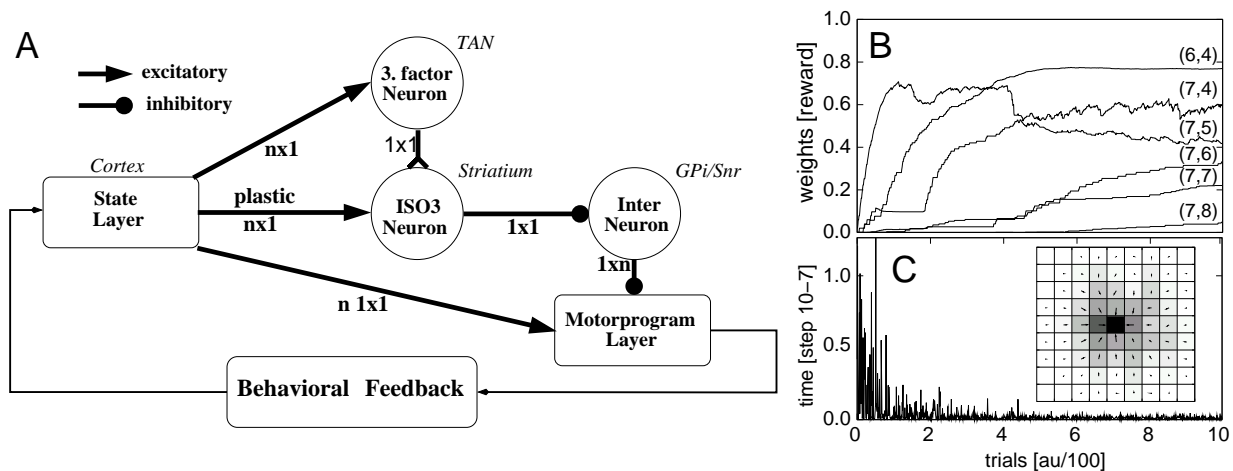 A
excitatory
inhibitory
TAN
3. factor
Neuron
nx1
1x1
Cortex
State
Layer
plastic
nx1
Striatium
ISO3
Neuron
1x1
GPi/Snr
Inter
Neuron
1xn
n 1x1
Motorprogram
Layer
Behavioral Feedback
B
weights [reward]
1.0
0.8
0.6
0.4
0.2
0.0
(6,4)
(7,4)
(7,5)
(7,6)
(7,7)
(7,8)
C
time [step 10–7]
1.0
0.5
0.0
0 2 4 6 8 10
trials [au/100]